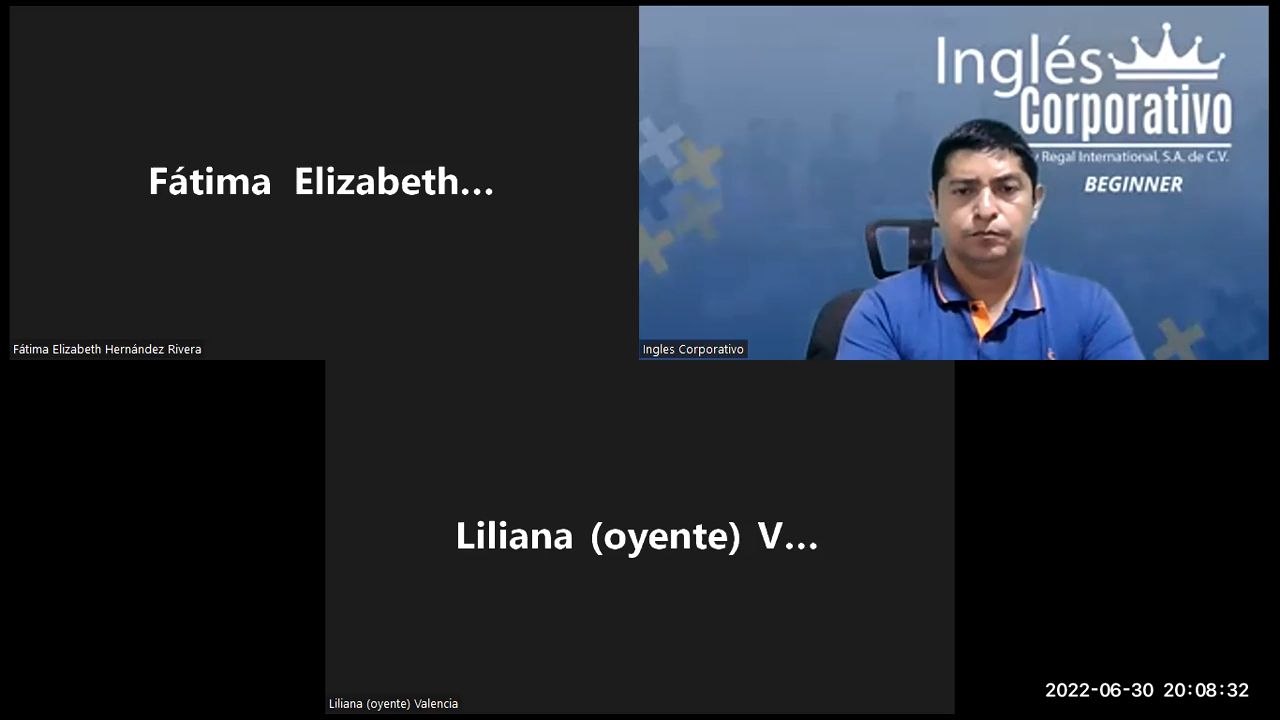 Fátima Elizabeth...
Fátima Elizabeth Hernández Rivera
Inglés
Corporativo
y Regal International, S.A. de C.V.
BEGINNER
Ingles Corporativo
Liliana (oyente) V...
Liliana (oyente) Valencia
2022-06-30 20:08:32